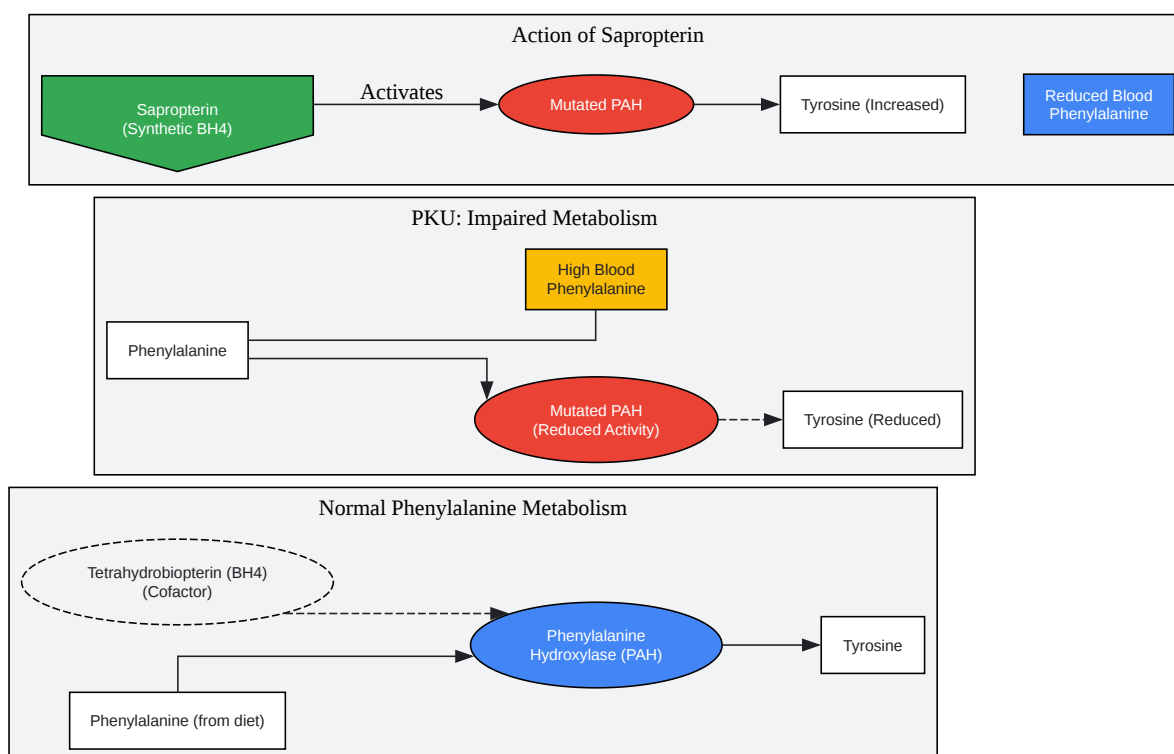 Action of Sapropterin
Sapropterin
(Synthetic BH4)
Activates
Mutated PAH
Tyrosine (Increased)
Reduced Blood
Phenylalanine
PKU: Impaired Metabolism
High Blood
Phenylalanine
Phenylalanine
Mutated PAH
(Reduced Activity)
Tyrosine (Reduced)
Normal Phenylalanine Metabolism
Tetrahydrobiopterin (BH4)
(Cofactor)
Phenylalanine
Hydroxylase (PAH)
Tyrosine
Phenylalanine (from diet)